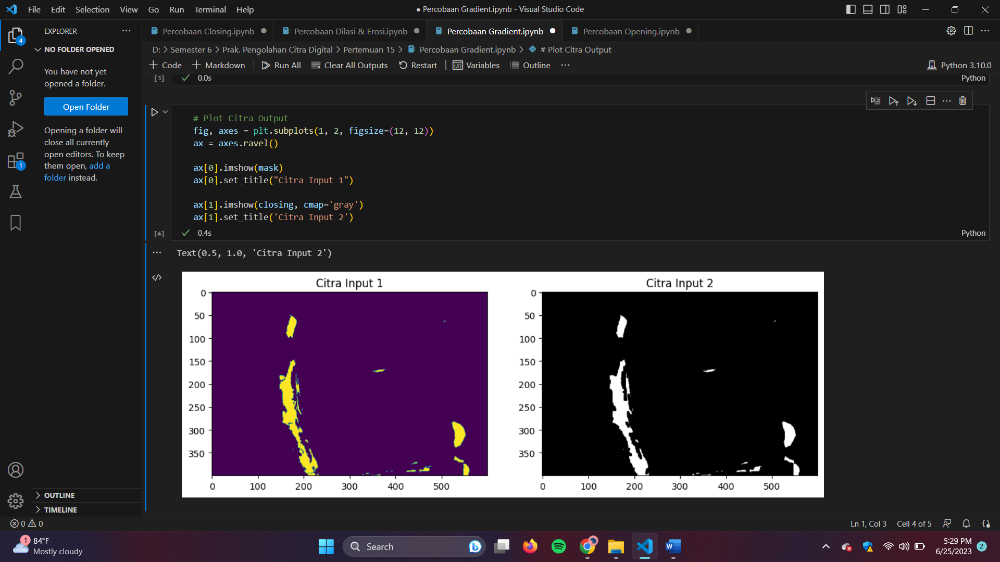 File Edit Selection View Go Run Terminal Help
● Percobaan Gradient.ipynb - Visual Studio Code
EXPLORER
NO FOLDER OPENED
You have not yet
opened a folder.
Open Folder
Opening a folder will
close all currently
open editors. To keep
them open, add a
folder instead.
OUTLINE
TIMELINE
4
1
Percobaan Closing.ipynb Percobaan Dilasi & Erosi.ipynb Percobaan Gradient.ipynb Percobaan Opening.ipynb
D: > Semester 6 > Prak. Pengolahan Citra Digital > Pertemuan 15 > Percobaan Gradient.ipynb > # Plot Citra Output
+ Code + Markdown Run All Clear All Outputs Restart Variables Outline ··· Python 3.10.0
[3] 0.0s Python
# Plot Citra Output
fig, axes = plt.subplots(1, 2, figsize=(12, 12))
ax = axes.ravel()
ax[0].imshow(mask)
ax[0].set_title("Citra Input 1")
ax[1].imshow(closing, cmap='gray')
ax[1].set_title('Citra Input 2')
[4] 0.4s Python
Text(0.5, 1.0, 'Citra Input 2')
Citra Input 1
0
50
100
150
200
250
300
350
0 100 200 300 400 500
Citra Input 2
0
50
100
150
200
250
300
350
0 100 200 300 400 500
0 0
Ln 1, Col 3 Cell 4 of 5
1
84°F
Mostly cloudy
Search
5:29 PM
6/25/2023
2